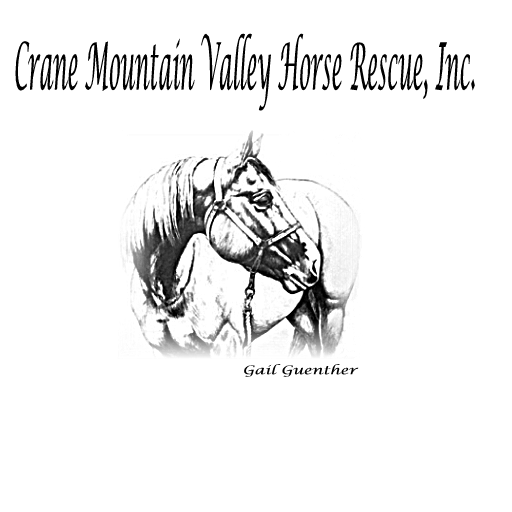 Crane Mountain Valley Horse Rescue, Inc.
Gail Guenther